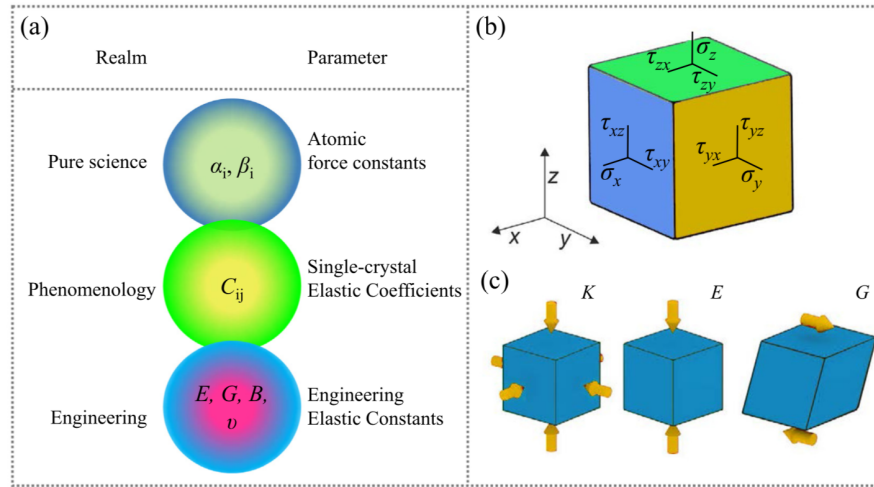 (a)
Realm
Parameter
Pure science
αi, βi
Atomic
force constants
Phenomenology
Cij
Single-crystal
Elastic Coefficients
Engineering
E, G, B,
υ
Engineering
Elastic Constants
(b)
σz
τzx
τzy
τxz
τxy
σx
τyz
τyx
σy
z
x
y
(c)
K
E
G